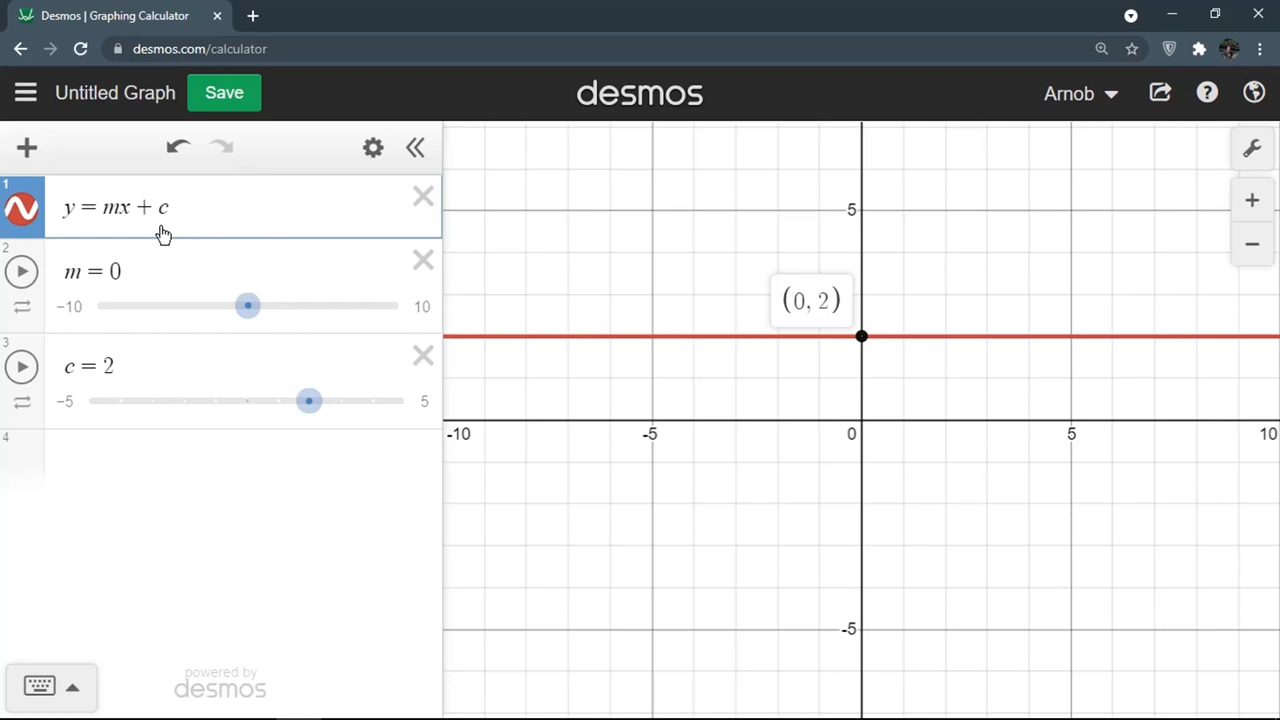 Desmos | Graphing Calculator
desmos.com/calculator
Untitled Graph Save desmos Arnob
1
y = mx + c
2
m = 0
-10 10
3
c = 2
-5 5
4
powered by
desmos
5
(0, 2)
-10 -5 0 5 10
-5